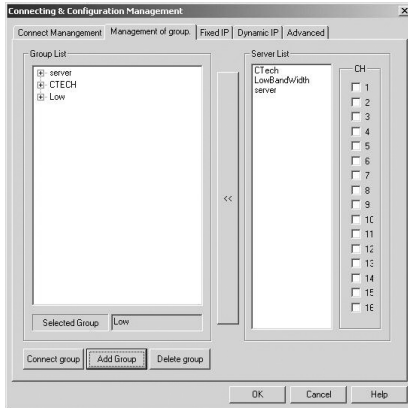 Connecting & Configuration Management
Connect Mangengment
Management of group.
Fixed IP
Dynamic IP
Advanced
Group List
server
CTECH
Low
Selected Group
Low
Connect group
Add Group
Delete group
<<
Server List
CTech
LowBandWidth
server
CH
1
2
3
4
5
6
7
8
9
10
11
12
13
14
15
16
OK
Cancel
Help